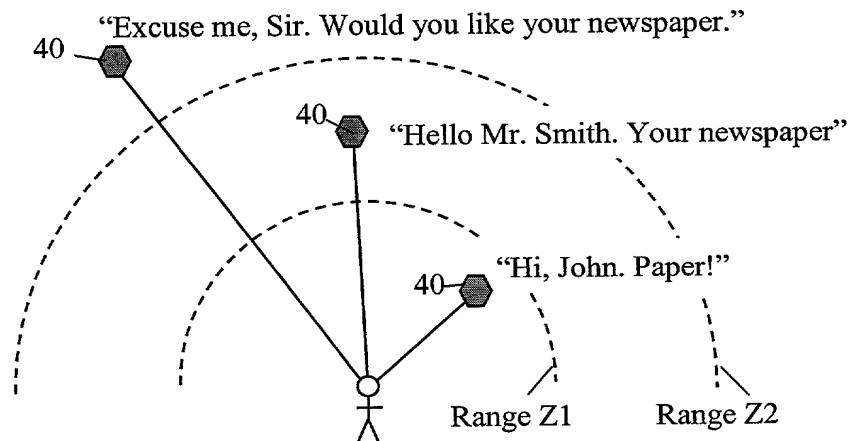 “Excuse me, Sir. Would you like your newspaper.”
40
40
“Hello Mr. Smith. Your newspaper”
“Hi, John. Paper!”
40
Range Z1
Range Z2